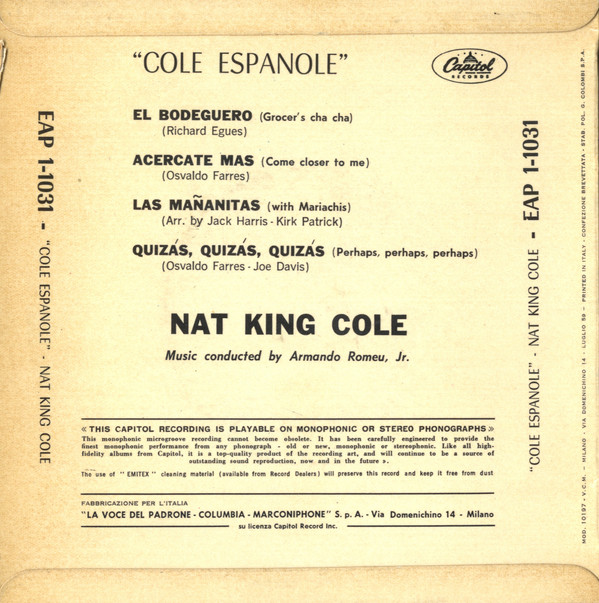 "COLE ESPANOLE"
Capitol
RECORDS
EL BODEGUERO (Grocer's cha cha)
(Richard Egues)
ACERCATE MAS (Come closer to me)
(Osvaldo Farres)
LAS MAÑANITAS (with Mariachis)
(Arr. by Jack Harris - Kirk Patrick)
QUIZÁS, QUIZÁS, QUIZÁS (Perhaps, perhaps, perhaps)
(Osvaldo Farres - Joe Davis)
NAT KING COLE
Music conducted by Armando Romeu, Jr.
« THIS CAPITOL RECORDING IS PLAYABLE ON MONOPHONIC OR STEREO PHONOGRAPHS »
This monophonic microgroove recording cannot become obsolete. It has been carefully engineered to provide the
finest monophonic performance from any phonograph - old or new, monophonic or stereophonic. Like all high-
fidelity albums from Capitol, it is a top-quality product of the recording art, and will continue to be a source of
outstanding sound reproduction, now and in the future ».
The use of " EMITEX " cleaning material (available from Record Dealers) will preserve this record and keep it free from dust
FABBRICAZIONE PER L'ITALIA
"LA VOCE DEL PADRONE - COLUMBIA - MARCONIPHONE" S. p. A. - Via Domenichino 14 - Milano
su licenza Capitol Record Inc.
EAP 1-1031 - "COLE ESPANOLE" - NAT KING COLE
"COLE ESPANOLE" - NAT KING COLE - EAP 1-1031
MOD. 10197 - V.C.M. - MILANO - VIA DOMENICHINO 14 - LUGLIO 59 - PRINTED IN ITALY - CONFEZIONE BREVETTATA - STAB. POL. G. COLOMBI S.P.A.